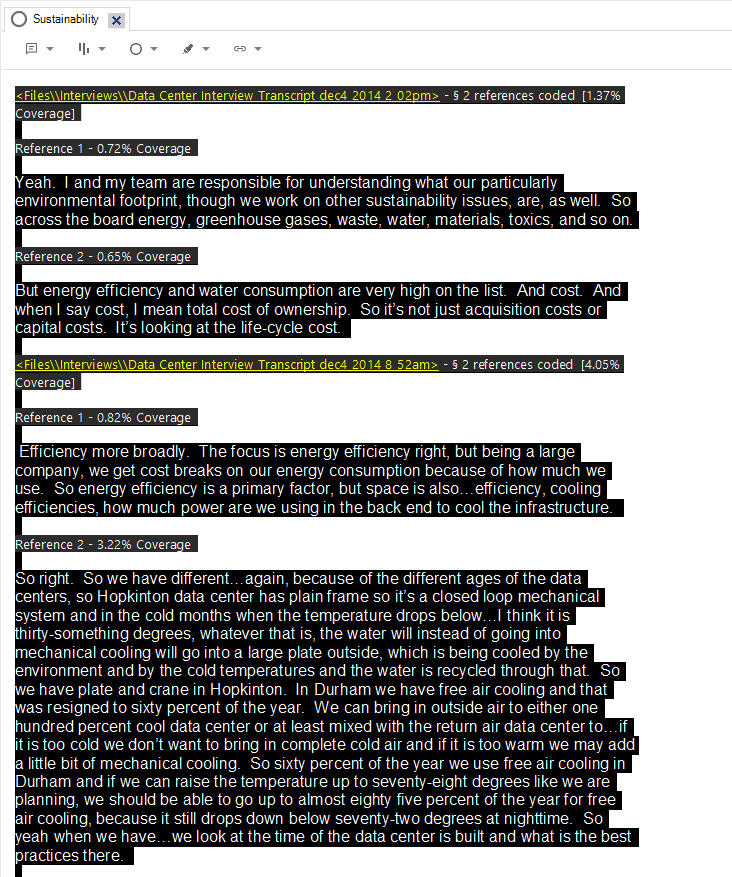 Sustainability
<Files\\Interviews\\Data Center Interview Transcript dec4 2014 2 02pm> - § 2 references coded [1.37%
Coverage]
Reference 1 - 0.72% Coverage
Yeah. I and my team are responsible for understanding what our particularly
environmental footprint, though we work on other sustainability issues, are, as well. So
across the board energy, greenhouse gases, waste, water, materials, toxics, and so on.
Reference 2 - 0.65% Coverage
But energy efficiency and water consumption are very high on the list. And cost. And
when I say cost, I mean total cost of ownership. So it's not just acquisition costs or
capital costs. It's looking at the life-cycle cost.
<Files\\Interviews\\Data Center Interview Transcript dec4 2014 8 52am> - § 2 references coded [4.05%
Coverage]
Reference 1 - 0.82% Coverage
Efficiency more broadly. The focus is energy efficiency right, but being a large
company, we get cost breaks on our energy consumption because of how much we
use. So energy efficiency is a primary factor, but space is also…efficiency, cooling
efficiencies, how much power are we using in the back end to cool the infrastructure.
Reference 2 - 3.22% Coverage
So right. So we have different…again, because of the different ages of the data
centers, so Hopkinton data center has plain frame so it's a closed loop mechanical
system and in the cold months when the temperature drops below…I think it is
thirty-something degrees, whatever that is, the water will instead of going into
mechanical cooling will go into a large plate outside, which is being cooled by the
environment and by the cold temperatures and the water is recycled through that. So
we have plate and crane in Hopkinton. In Durham we have free air cooling and that
was resigned to sixty percent of the year. We can bring in outside air to either one
hundred percent cool data center or at least mixed with the return air data center to…if
it is too cold we don't want to bring in complete cold air and if it is too warm we may add
a little bit of mechanical cooling. So sixty percent of the year we use free air cooling in
Durham and if we can raise the temperature up to seventy-eight degrees like we are
planning, we should be able to go up to almost eighty five percent of the year for free
air cooling, because it still drops down below seventy-two degrees at nighttime. So
yeah when we have…we look at the time of the data center is built and what is the best
practices there.